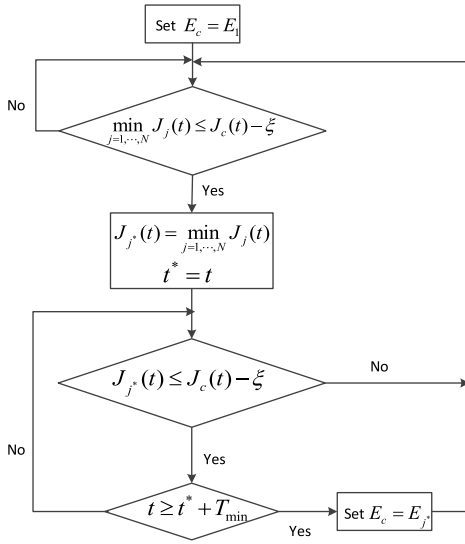 Set E_c = E_1
No
min_{j=1,⋯,N} J_j(t) ≤ J_c(t) − ξ
Yes
J_{j*}(t) = min_{j=1,⋯,N} J_j(t)
t* = t
J_{j*}(t) ≤ J_c(t) − ξ
No
No
Yes
t ≥ t* + T_min
Yes
Set E_c = E_{j*}